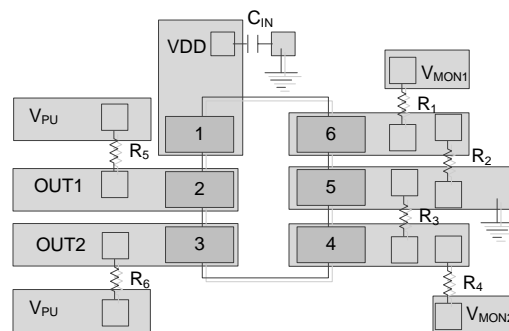 C_IN
VDD
V_MON1
V_PU
1
6
R_1
R_5
R_2
OUT1
2
5
R_3
OUT2
3
4
R_6
R_4
V_PU
V_MON2